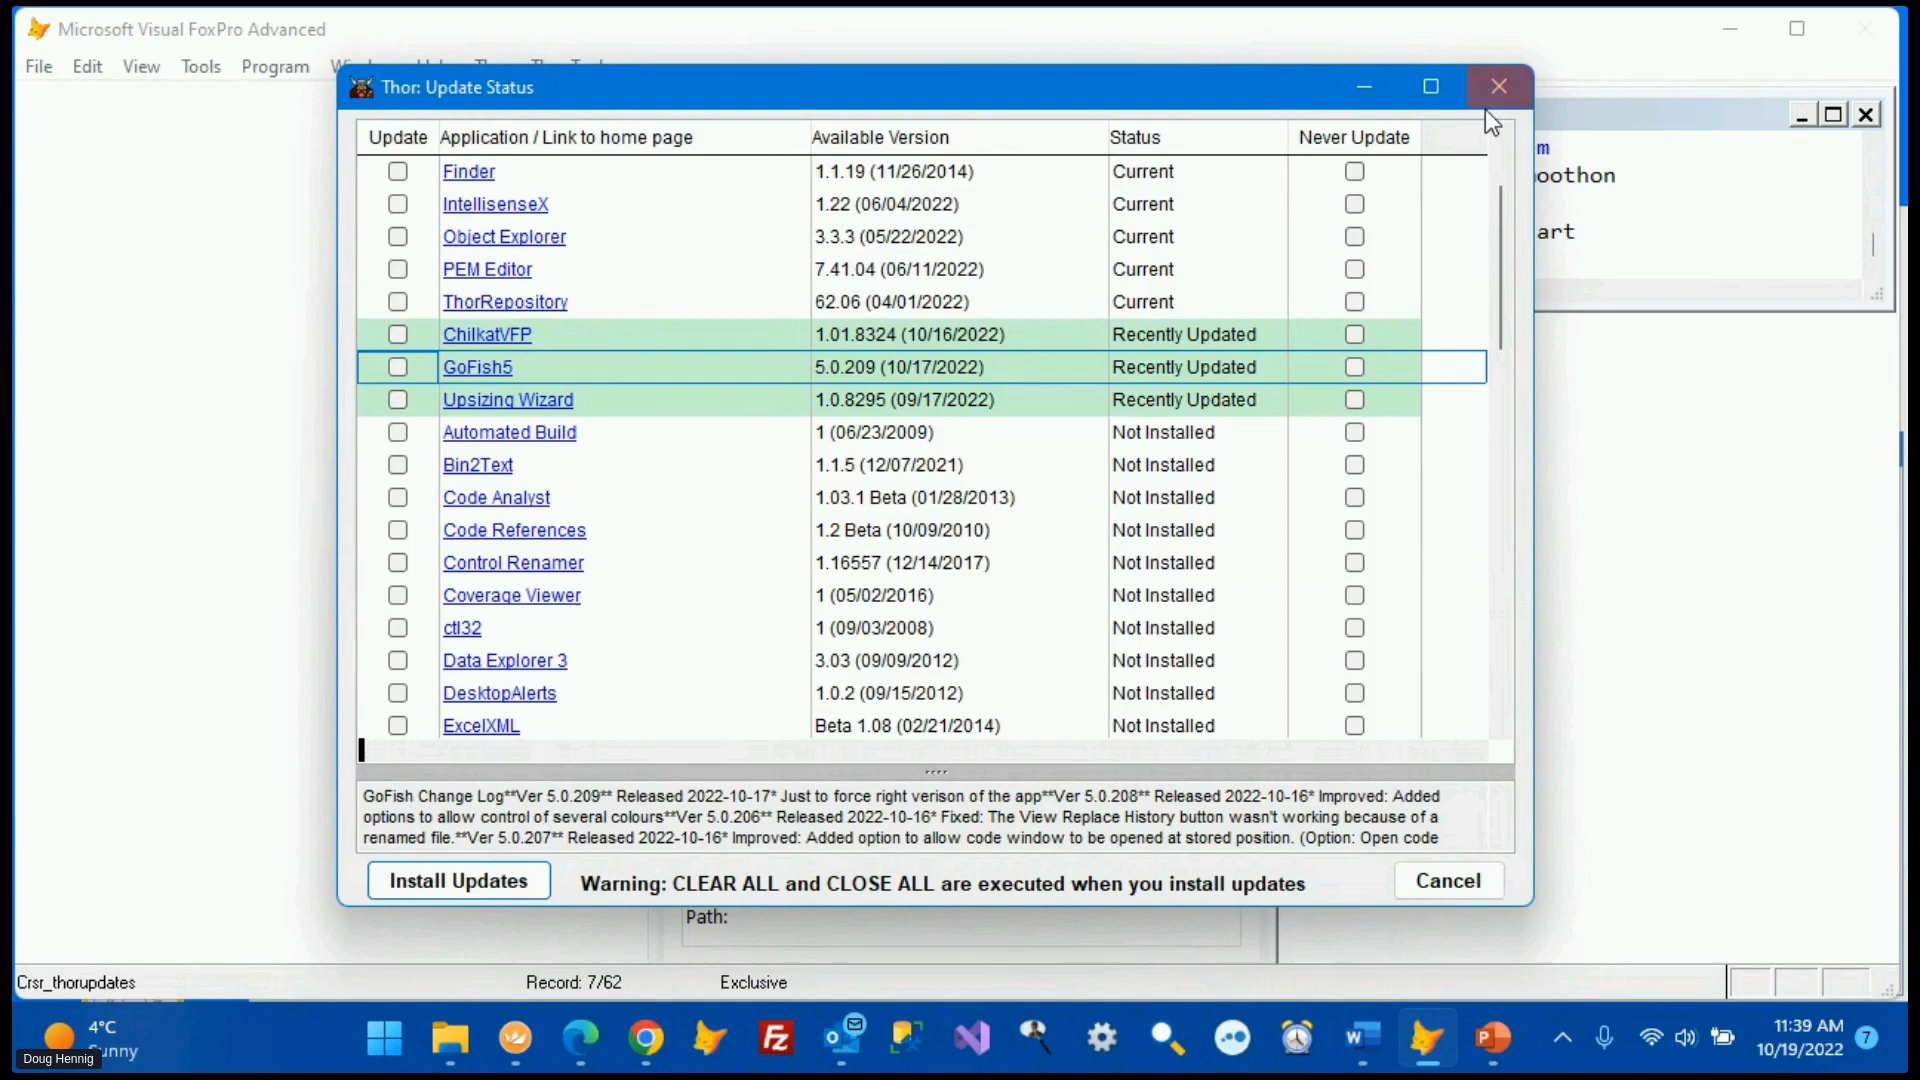 Microsoft Visual FoxPro Advanced
File Edit View Tools Program
Thor: Update Status
Update Application / Link to home page Available Version Status Never Update
Finder 1.1.19 (11/26/2014) Current
IntellisenseX 1.22 (06/04/2022) Current
Object Explorer 3.3.3 (05/22/2022) Current
PEM Editor 7.41.04 (06/11/2022) Current
ThorRepository 62.06 (04/01/2022) Current
ChilkatVFP 1.01.8324 (10/16/2022) Recently Updated
GoFish5 5.0.209 (10/17/2022) Recently Updated
Upsizing Wizard 1.0.8295 (09/17/2022) Recently Updated
Automated Build 1 (06/23/2009) Not Installed
Bin2Text 1.1.5 (12/07/2021) Not Installed
Code Analyst 1.03.1 Beta (01/28/2013) Not Installed
Code References 1.2 Beta (10/09/2010) Not Installed
Control Renamer 1.16557 (12/14/2017) Not Installed
Coverage Viewer 1 (05/02/2016) Not Installed
ctl32 1 (09/03/2008) Not Installed
Data Explorer 3 3.03 (09/09/2012) Not Installed
DesktopAlerts 1.0.2 (09/15/2012) Not Installed
ExcelXML Beta 1.08 (02/21/2014) Not Installed
GoFish Change Log**Ver 5.0.209** Released 2022-10-17* Just to force right verison of the app**Ver 5.0.208** Released 2022-10-16* Improved: Added
options to allow control of several colours**Ver 5.0.206** Released 2022-10-16* Fixed: The View Replace History button wasn't working because of a
renamed file.**Ver 5.0.207** Released 2022-10-16* Improved: Added option to allow code window to be opened at stored position. (Option: Open code
Install Updates Warning: CLEAR ALL and CLOSE ALL are executed when you install updates Cancel
m
oothon
art
Path:
Crsr_thorupdates Record: 7/62 Exclusive
4°C
Sunny
Doug Hennig
11:39 AM
10/19/2022
7